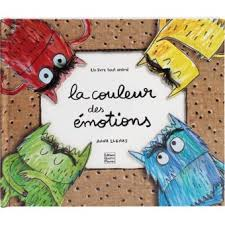 Un livre tout animé
la couleur
des
émotions
ANNA LLENAS